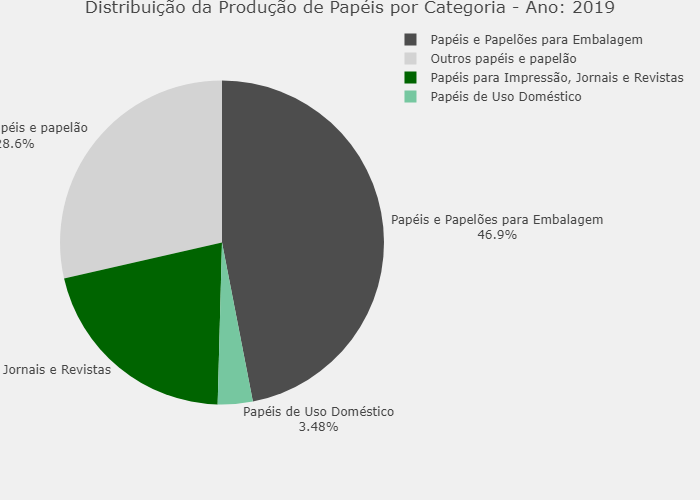 Distribuição da Produção de Papéis por Categoria - Ano: 2019
Papéis e Papelões para Embalagem
Outros papéis e papelão
Papéis para Impressão, Jornais e Revistas
Papéis de Uso Doméstico
péis e papelão
28.6%
Papéis e Papelões para Embalagem
46.9%
Jornais e Revistas
Papéis de Uso Doméstico
3.48%